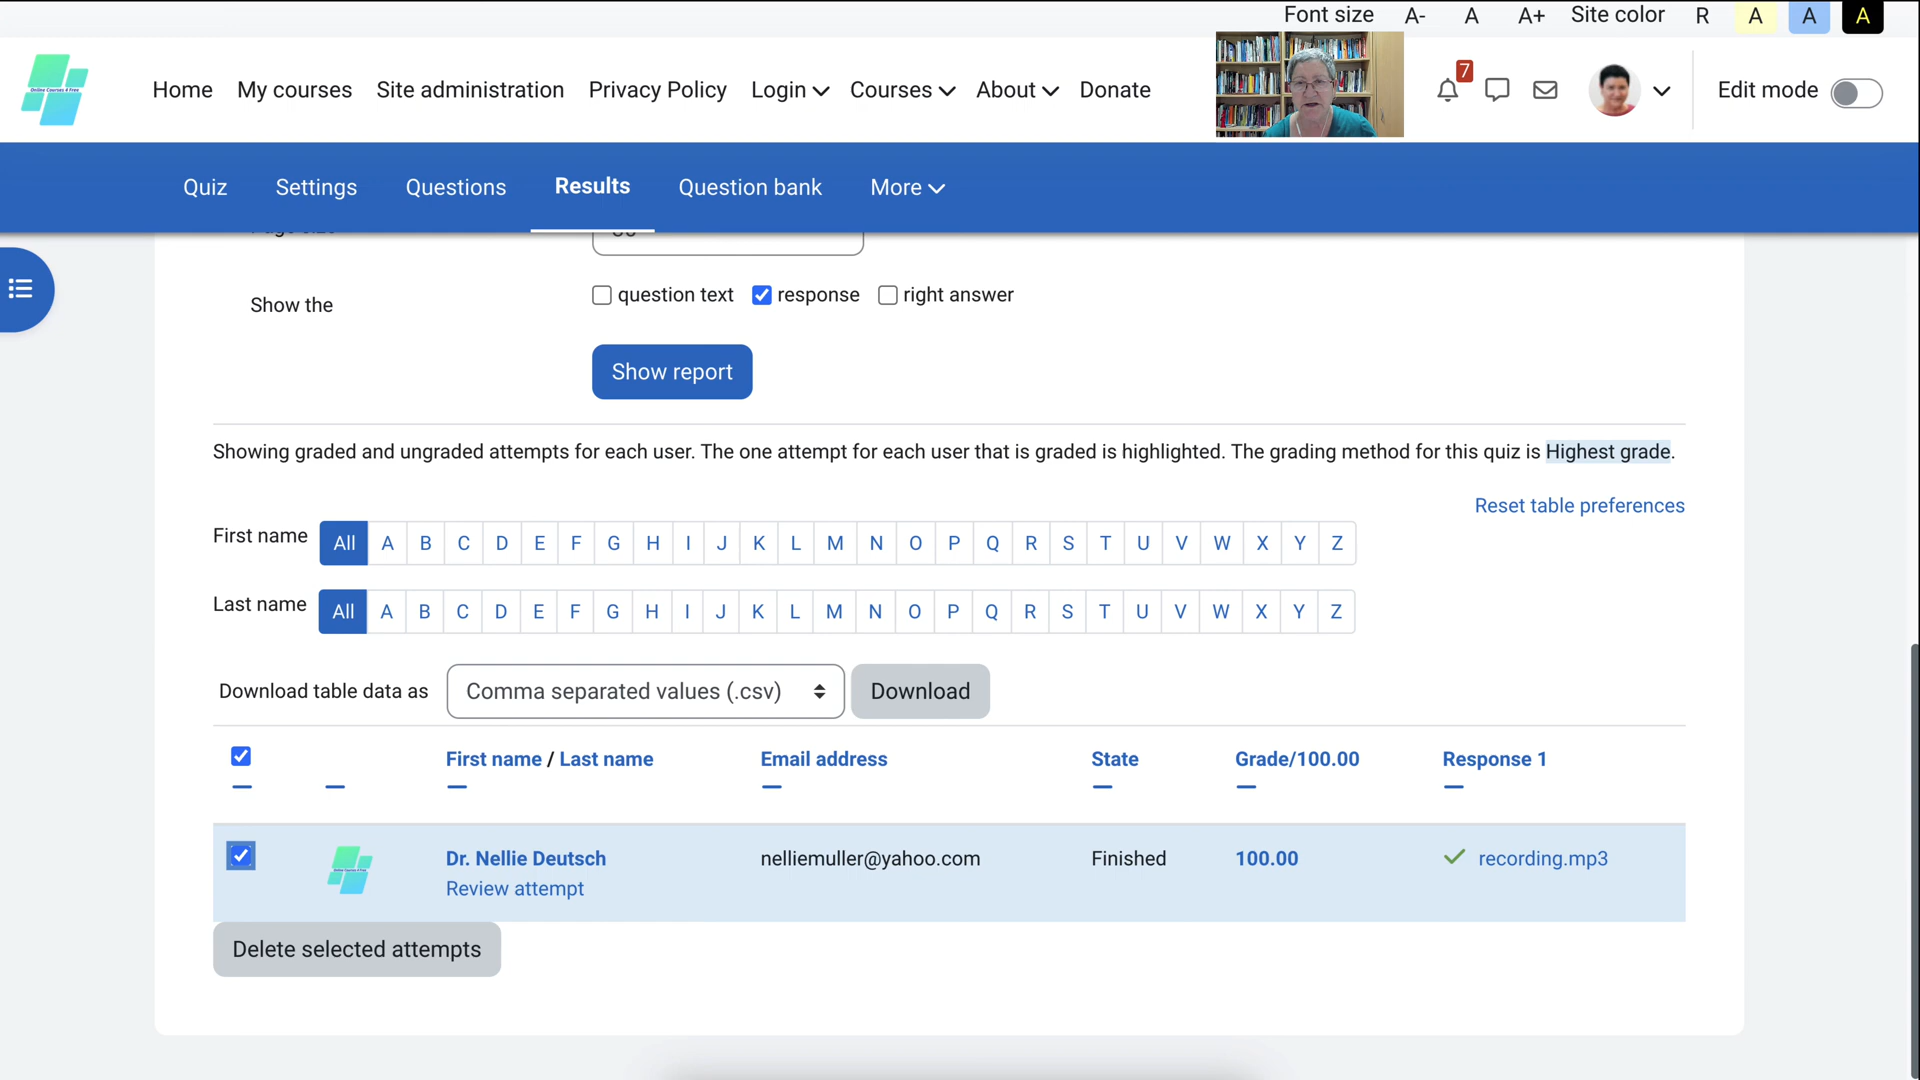 Font size A- A A+ Site color R A A A
Online Courses 4 Free
Home My courses Site administration Privacy Policy Login Courses About Donate
7
Edit mode
Quiz Settings Questions Results Question bank More
Show the
question text response right answer
Show report
Showing graded and ungraded attempts for each user. The one attempt for each user that is graded is highlighted. The grading method for this quiz is Highest grade.
Reset table preferences
First name All A B C D E F G H I J K L M N O P Q R S T U V W X Y Z
Last name All A B C D E F G H I J K L M N O P Q R S T U V W X Y Z
Download table data as Comma separated values (.csv) Download
First name / Last name Email address State Grade/100.00 Response 1
Dr. Nellie Deutsch nelliemuller@yahoo.com Finished 100.00 recording.mp3
Review attempt
Delete selected attempts